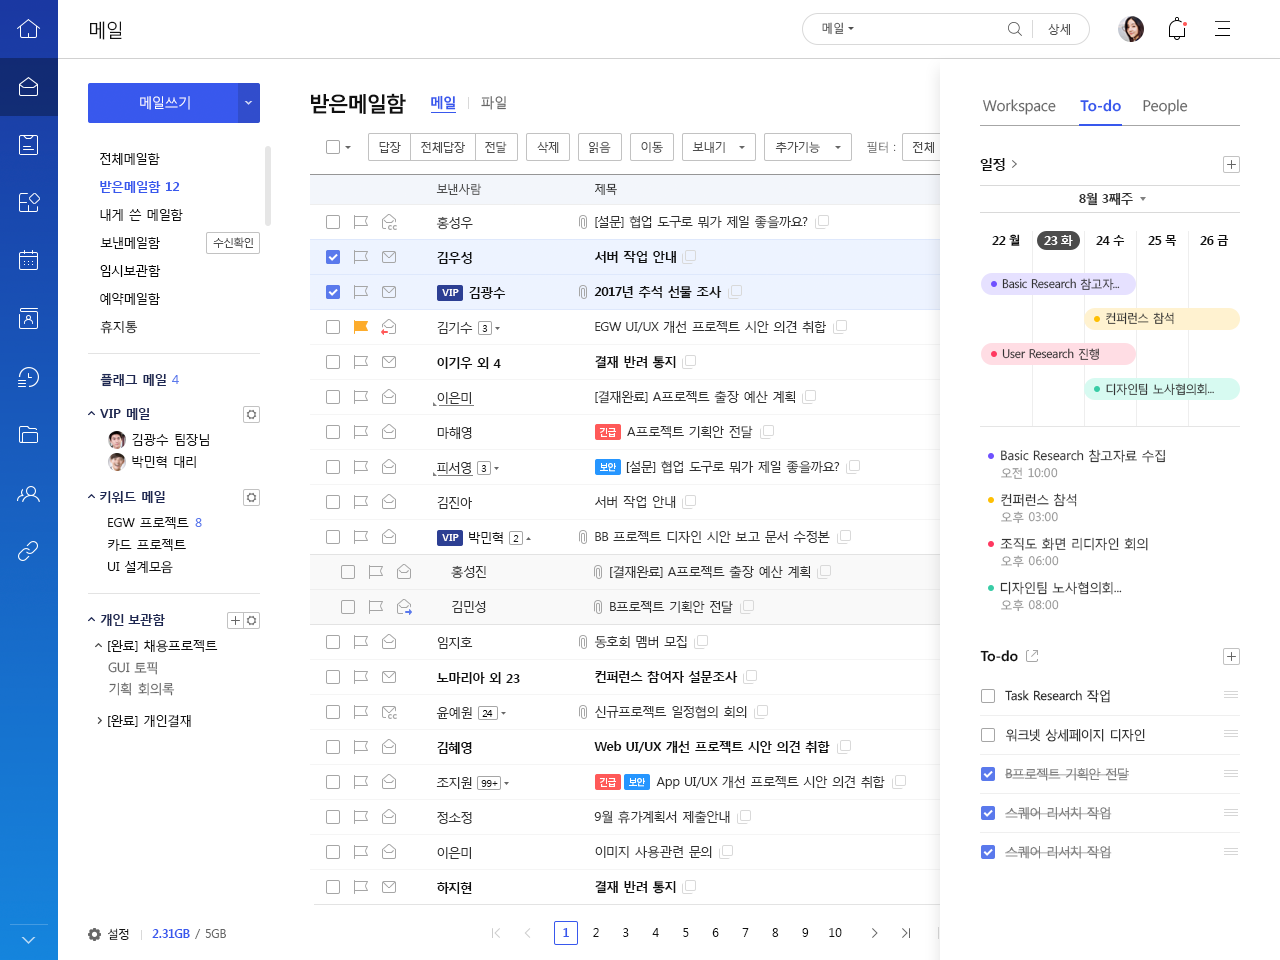 메일
메일
상세
메일쓰기
전체메일함
받은메일함 12
내게 쓴 메일함
보낸메일함 수신확인
임시보관함
예약메일함
휴지통
플래그 메일 4
VIP 메일
김광수 팀장님
박민혁 대리
키워드 메일
EGW 프로젝트 8
카드 프로젝트
UI 설계모음
개인 보관함
[완료] 채용프로젝트
GUI 토픽
기획 회의록
[완료] 개인결재
설정 2.31GB / 5GB
받은메일함 메일 파일
답장 전체답장 전달 삭제 읽음 이동 보내기 추가기능 필터 : 전체
보낸사람 제목
홍성우 [설문] 협업 도구로 뭐가 제일 좋을까요?
김우성 서버 작업 안내
VIP 김광수 2017년 추석 선물 조사
김기수 3 EGW UI/UX 개선 프로젝트 시안 의견 취합
이기우 외 4 결재 반려 통지
이은미 [결재완료] A프로젝트 출장 예산 계획
마해영 긴급 A프로젝트 기획안 전달
피서영 3 보안 [설문] 협업 도구로 뭐가 제일 좋을까요?
김진아 서버 작업 안내
VIP 박민혁 2 BB 프로젝트 디자인 시안 보고 문서 수정본
홍성진 [결재완료] A프로젝트 출장 예산 계획
김민성 B프로젝트 기획안 전달
임지호 동호회 멤버 모집
노마리아 외 23 컨퍼런스 참여자 설문조사
윤예원 24 신규프로젝트 일정협의 회의
김혜영 Web UI/UX 개선 프로젝트 시안 의견 취합
조지원 99+ 긴급 보안 App UI/UX 개선 프로젝트 시안 의견 취합
정소정 9월 휴가계획서 제출안내
이은미 이미지 사용관련 문의
하지현 결재 반려 통지
1 2 3 4 5 6 7 8 9 10
Workspace To-do People
일정
8월 3째주
22 월 23 화 24 수 25 목 26 금
Basic Research 참고자...
컨퍼런스 참석
User Research 진행
디자인팀 노사협의회...
Basic Research 참고자료 수집
오전 10:00
컨퍼런스 참석
오후 03:00
조직도 화면 리디자인 회의
오후 06:00
디자인팀 노사협의회...
오후 08:00
To-do
Task Research 작업
워크넷 상세페이지 디자인
B프로젝트 기획안 전달
스퀘어 리서치 작업
스퀘어 리서치 작업